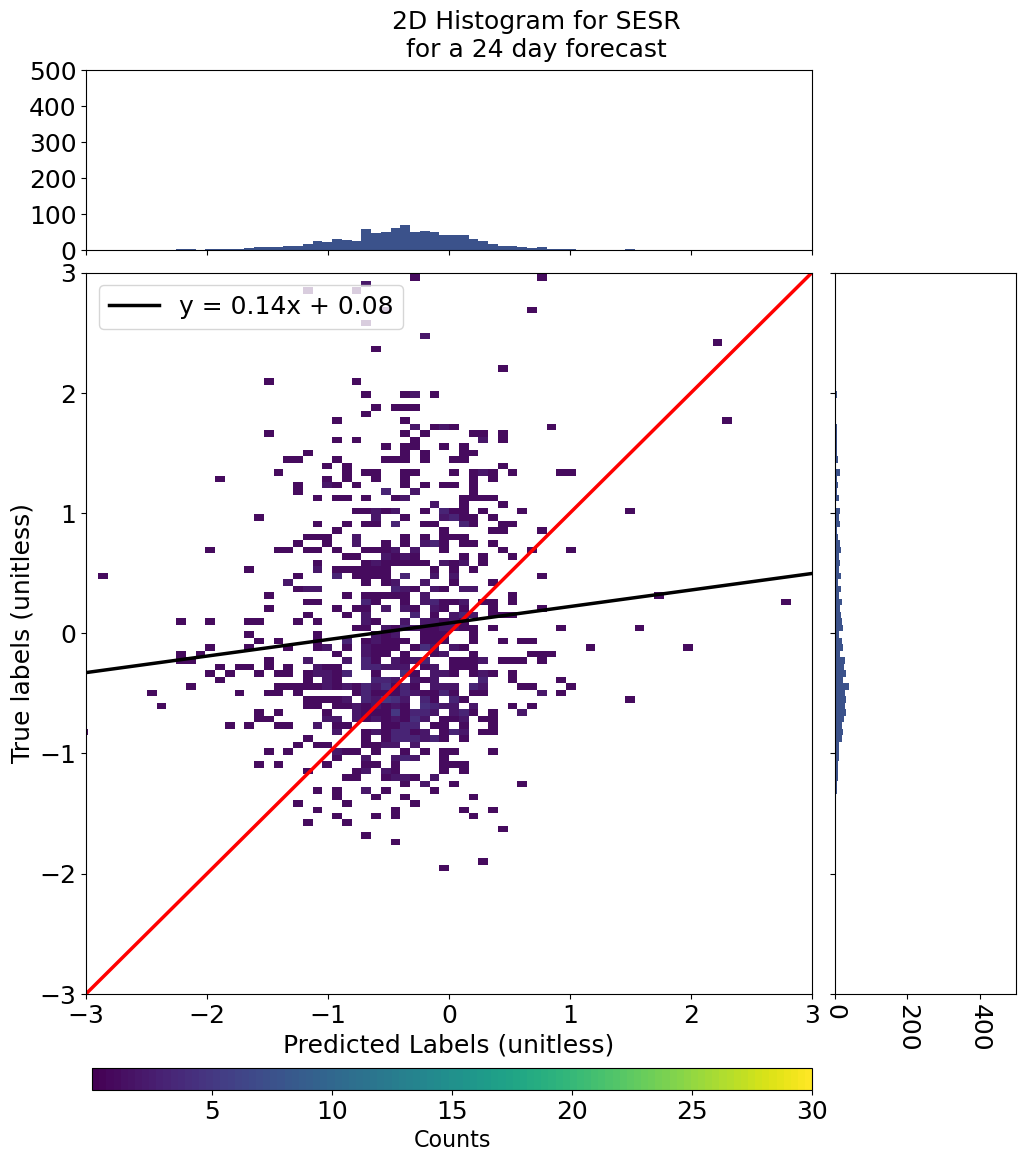 2D Histogram for SESR
for a 24 day forecast
500
400
300
200
100
0
y = 0.14x + 0.08
3
2
1
0
−1
−2
−3
True labels (unitless)
−3 −2 −1 0 1 2 3
Predicted Labels (unitless)
0 200 400
5 10 15 20 25 30
Counts